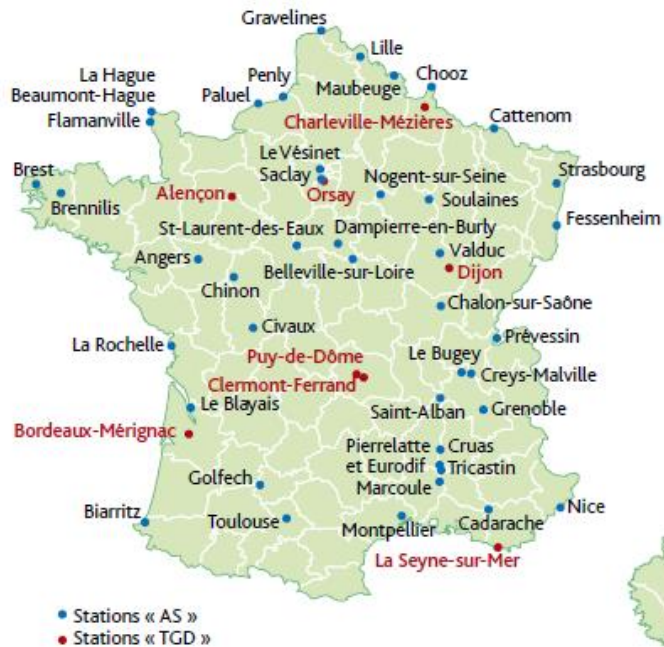 Gravelines
Lille
La Hague
Penly
Maubeuge
Chooz
Beaumont-Hague
Paluel
Flamanville
Charleville-Mézières
Cattenom
Le Vésinet
Brest
Saclay
Nogent-sur-Seine
Strasbourg
Alençon
Orsay
Brennilis
Soulaines
St-Laurent-des-Eaux
Dampierre-en-Burly
Fessenheim
Angers
Valduc
Belleville-sur-Loire
Dijon
Chinon
Chalon-sur-Saône
Civaux
La Rochelle
Prévessin
Puy-de-Dôme
Le Bugey
Clermont-Ferrand
Creys-Malville
Le Blayais
Saint-Alban
Grenoble
Bordeaux-Mérignac
Pierrelatte
et Eurodif
Cruas
Tricastin
Golfech
Marcoule
Biarritz
Toulouse
Montpellier
Cadarache
Nice
La Seyne-sur-Mer
Stations « AS »
Stations « TGD »